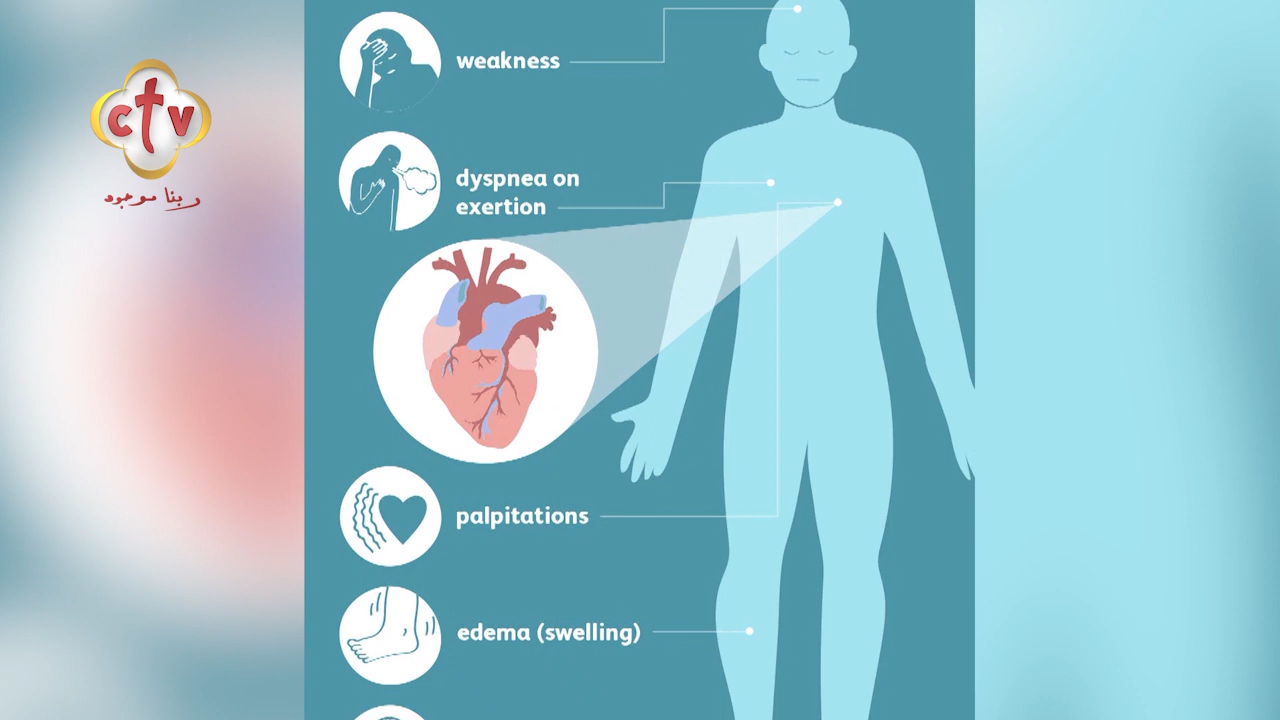 ctv
ربنا موجود
weakness
dyspnea on
exertion
palpitations
edema (swelling)